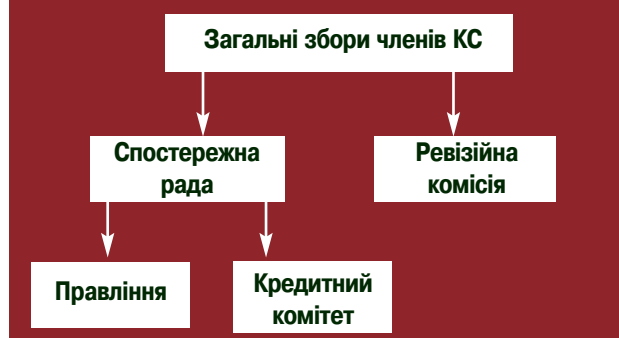 Загальні збори членів КС
Спостережна
рада
Ревізійна
комісія
Правління
Кредитний
комітет